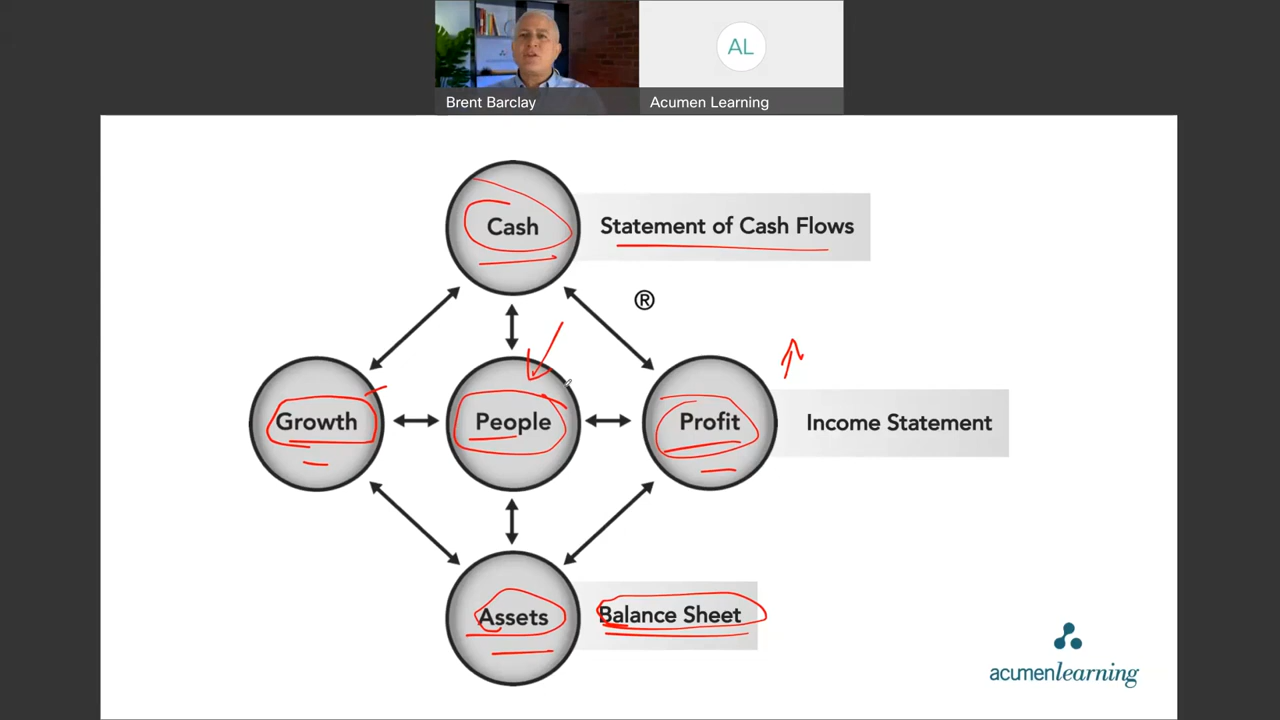 AL
Brent Barclay
Acumen Learning
Cash
Statement of Cash Flows
®
Growth
People
Profit
Income Statement
Assets
Balance Sheet
acumenlearning